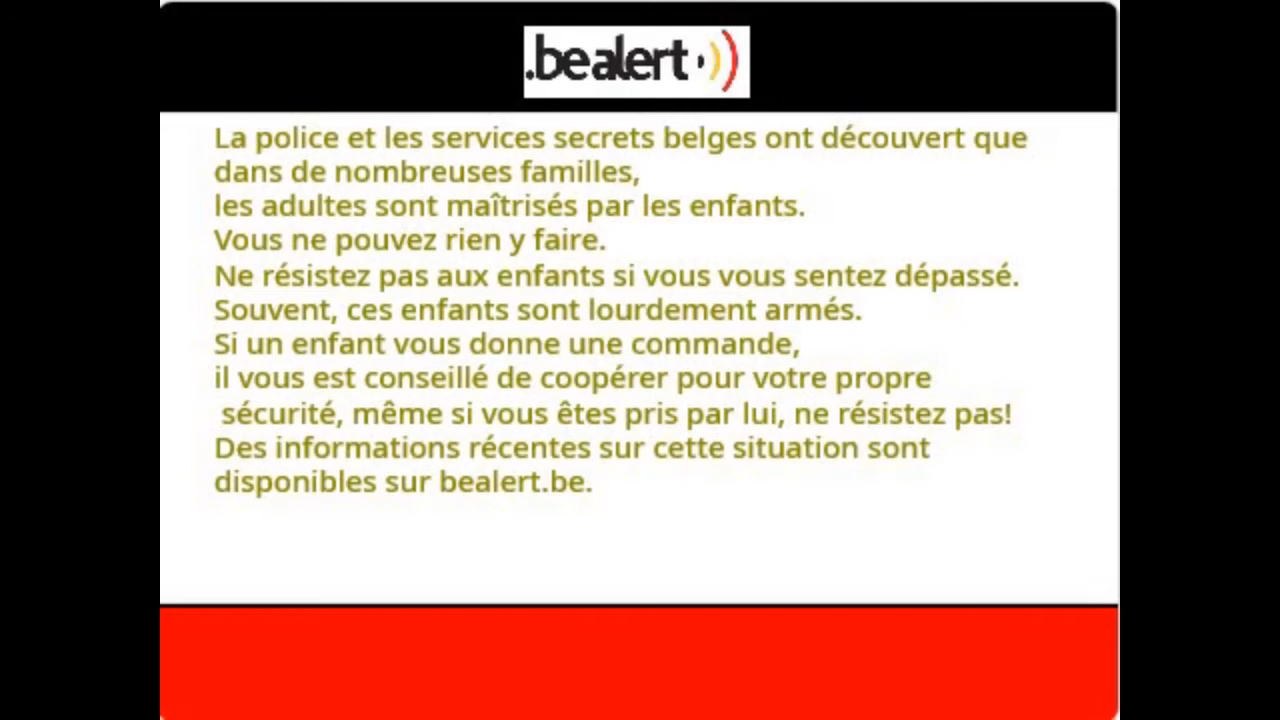 .be alert
La police et les services secrets belges ont découvert que
dans de nombreuses familles,
les adultes sont maîtrisés par les enfants.
Vous ne pouvez rien y faire.
Ne résistez pas aux enfants si vous vous sentez dépassé.
Souvent, ces enfants sont lourdement armés.
Si un enfant vous donne une commande,
il vous est conseillé de coopérer pour votre propre
sécurité, même si vous êtes pris par lui, ne résistez pas!
Des informations récentes sur cette situation sont
disponibles sur bealert.be.